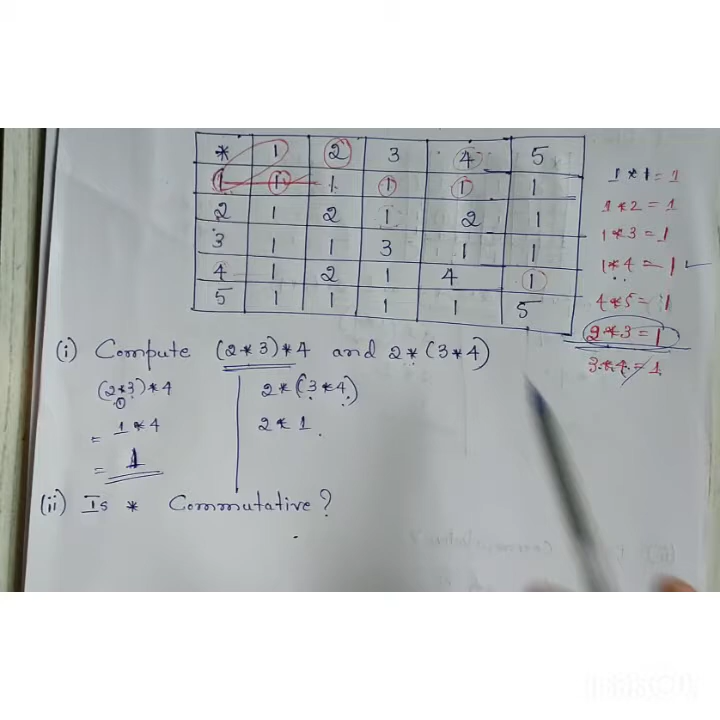 * 1 2 3 4 5
1 1 1 1 1 1
2 1 2 1 2 1
3 1 1 3 1 1
4 1 2 1 4 1
5 1 1 1 1 5
1 * 1 = 1
1 * 2 = 1
1 * 3 = 1
1 * 4 = 1 ✓
4 * 5 = 1
2 * 3 = 1
3 * 4 = 1
(i) Compute (2 * 3) * 4 and 2 * (3 * 4)
(2 * 3) * 4
①
= 1 * 4
= 1
2 * (3 * 4)
2 * 1
(ii) Is * Commutative?